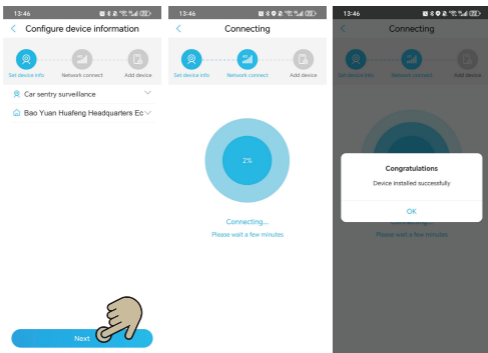 13:46
Configure device information
Set device info
Network connect
Add device
Car sentry surveillance
Bao Yuan Huafeng Headquarters Ec
Next
13:46
Connecting
Set device info
Network connect
Add device
2%
Connecting...
Please wait a few minutes
13:46
Connecting
Set device info
Network connect
Add device
Congratulations
Device installed successfully
OK
Connecting...
Please wait a few minutes